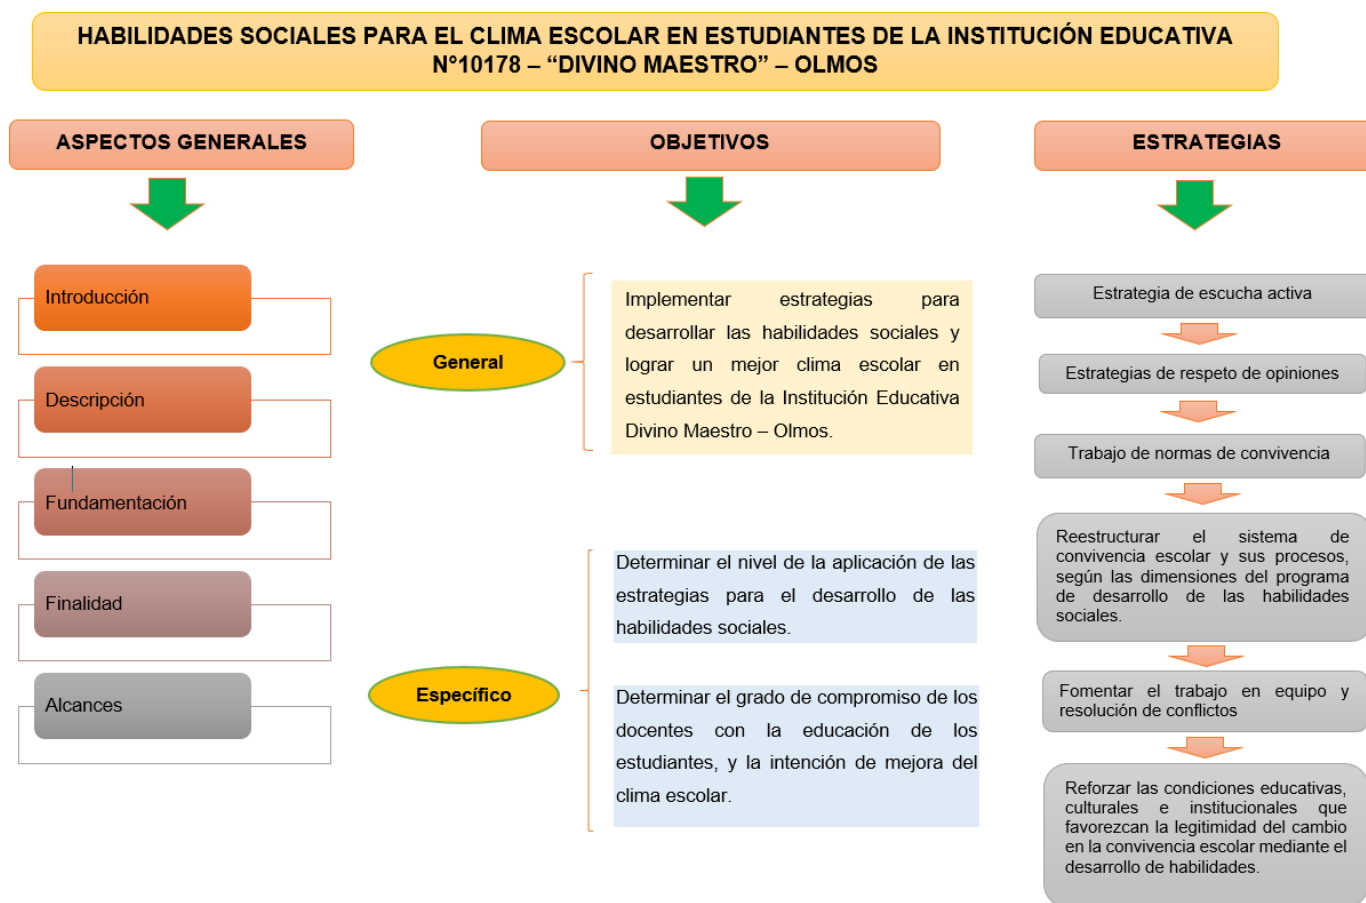 HABILIDADES SOCIALES PARA EL CLIMA ESCOLAR EN ESTUDIANTES DE LA INSTITUCIÓN EDUCATIVA
N°10178 – “DIVINO MAESTRO” – OLMOS
ASPECTOS GENERALES
Introducción
Descripción
Fundamentación
Finalidad
Alcances
OBJETIVOS
General
Implementar estrategias para
desarrollar las habilidades sociales y
lograr un mejor clima escolar en
estudiantes de la Institución Educativa
Divino Maestro – Olmos.
Específico
Determinar el nivel de la aplicación de las
estrategias para el desarrollo de las
habilidades sociales.
Determinar el grado de compromiso de los
docentes con la educación de los
estudiantes, y la intención de mejora del
clima escolar.
ESTRATEGIAS
Estrategia de escucha activa
Estrategias de respeto de opiniones
Trabajo de normas de convivencia
Reestructurar el sistema de
convivencia escolar y sus procesos,
según las dimensiones del programa
de desarrollo de las habilidades
sociales.
Fomentar el trabajo en equipo y
resolución de conflictos
Reforzar las condiciones educativas,
culturales e institucionales que
favorezcan la legitimidad del cambio
en la convivencia escolar mediante el
desarrollo de habilidades.